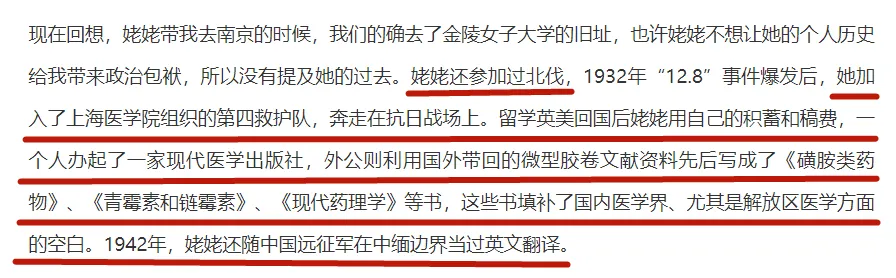 现在回想，姥姥带我去南京的时候，我们的确去了金陵女子大学的旧址，也许姥姥不想让她的个人历史
给我带来政治包袱，所以没有提及她的过去。姥姥还参加过北伐，1932年“12.8”事件爆发后，她加
入了上海医学院组织的第四救护队，奔走在抗日战场上。留学英美回国后姥姥用自己的积蓄和稿费，一
个人办起了一家现代医学出版社，外公则利用国外带回的微型胶卷文献资料先后写成了《磺胺类药
物》、《青霉素和链霉素》、《现代药理学》等书，这些书填补了国内医学界、尤其是解放区医学方面
的空白。1942年，姥姥还随中国远征军在中缅边界当过英文翻译。